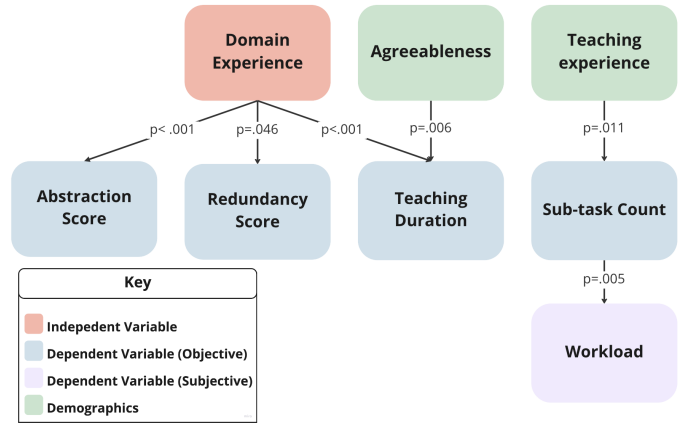 Domain
Experience
Agreeableness
Teaching
experience
p< .001
p=.046
p<.001
p=.006
p=.011
Abstraction
Score
Redundancy
Score
Teaching
Duration
Sub-task Count
p=.005
Workload
Key
Indepedent Variable
Dependent Variable (Objective)
Dependent Variable (Subjective)
Demographics